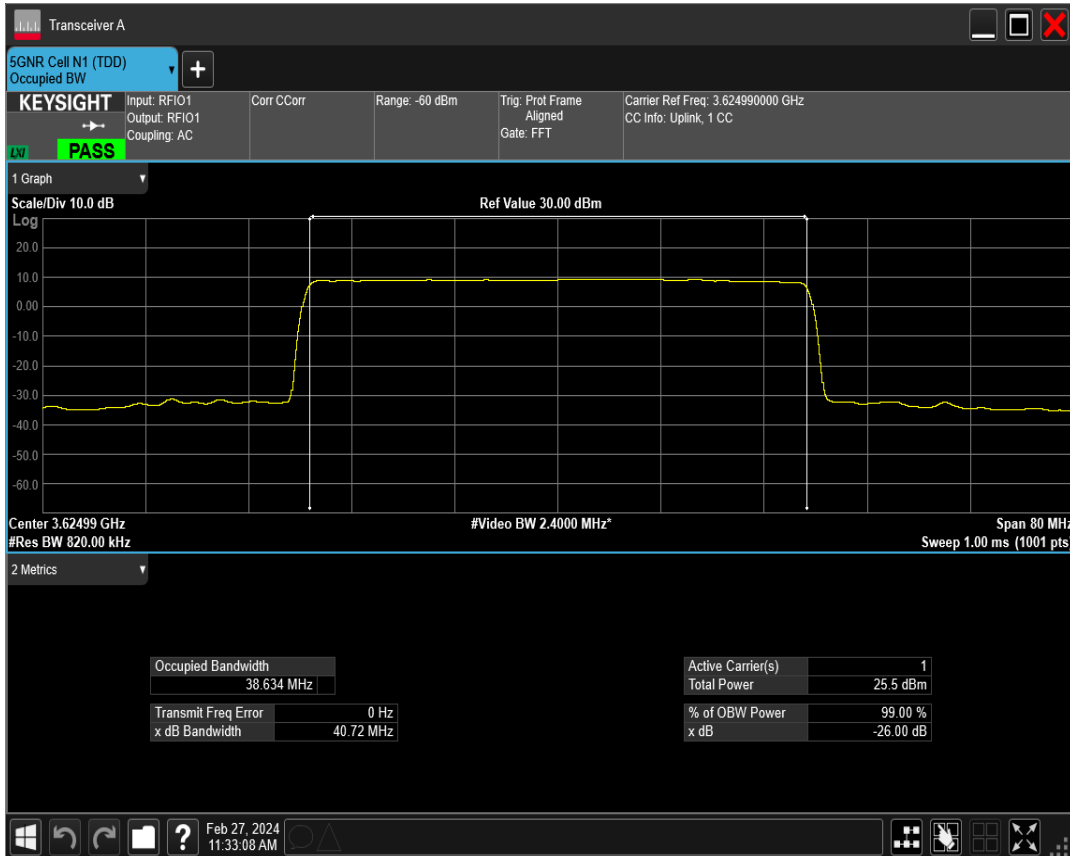 Transceiver A
5GNR Cell N1 (TDD)
Occupied BW
+
KEYSIGHT
LXI
PASS
Input: RFIO1
Output: RFIO1
Coupling: AC
Corr CCorr
Range: -60 dBm
Trig: Prot Frame
Aligned
Gate: FFT
Carrier Ref Freq: 3.624990000 GHz
CC Info: Uplink, 1 CC
1 Graph
Scale/Div 10.0 dB
Ref Value 30.00 dBm
Log
20.0
10.0
0.00
-10.0
-20.0
-30.0
-40.0
-50.0
-60.0
Center 3.62499 GHz
#Video BW 2.4000 MHz*
Span 80 MHz
#Res BW 820.00 kHz
Sweep 1.00 ms (1001 pts)
2 Metrics
Occupied Bandwidth
38.634 MHz
Transmit Freq Error 0 Hz
x dB Bandwidth 40.72 MHz
Active Carrier(s) 1
Total Power 25.5 dBm
% of OBW Power 99.00 %
x dB -26.00 dB
?
Feb 27, 2024
11:33:08 AM